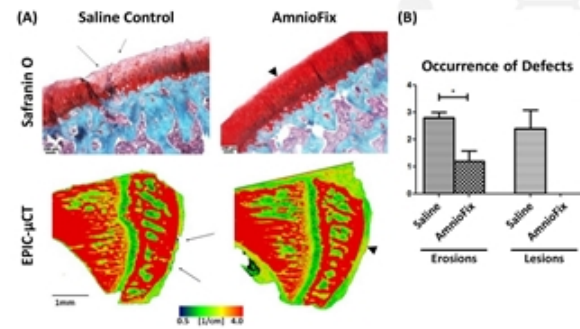 (A)
Saline Control
AmnioFix
Safranin O
EPIC-µCT
1mm
0.5 [1/cm] 4.0
(B)
Occurrence of Defects
4
3
2
1
0
*
Saline
AmnioFix
Saline
AmnioFix
Erosions
Lesions